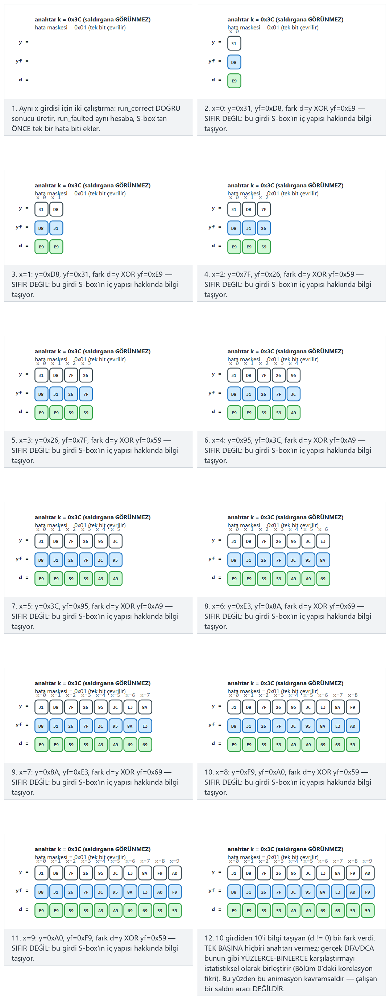 anahtar k = 0x3C (saldırgana GÖRÜNMEZ)
hata maskesi = 0x01 (tek bit çevrilir)
y =
yf =
d =
1. Aynı x girdisi için iki çalıştırma: run_correct DOĞRU
sonucu üretir, run_faulted aynı hesaba, S-box'tan
ÖNCE tek bir hata biti ekler.
anahtar k = 0x3C (saldırgana GÖRÜNMEZ)
hata maskesi = 0x01 (tek bit çevrilir)
x=0
y = 31
yf = D8
d = E9
2. x=0: y=0x31, yf=0xD8, fark d=y XOR yf=0xE9 —
SIFIR DEĞİL: bu girdi S-box'ın iç yapısı hakkında bilgi
taşıyor.
anahtar k = 0x3C (saldırgana GÖRÜNMEZ)
hata maskesi = 0x01 (tek bit çevrilir)
x=0 x=1
y = 31 D8
yf = D8 31
d = E9 E9
3. x=1: y=0xD8, yf=0x31, fark d=y XOR yf=0xE9 —
SIFIR DEĞİL: bu girdi S-box'ın iç yapısı hakkında bilgi
taşıyor.
anahtar k = 0x3C (saldırgana GÖRÜNMEZ)
hata maskesi = 0x01 (tek bit çevrilir)
x=0 x=1 x=2
y = 31 D8 7F
yf = D8 31 26
d = E9 E9 59
4. x=2: y=0x7F, yf=0x26, fark d=y XOR yf=0x59 —
SIFIR DEĞİL: bu girdi S-box'ın iç yapısı hakkında bilgi
taşıyor.
anahtar k = 0x3C (saldırgana GÖRÜNMEZ)
hata maskesi = 0x01 (tek bit çevrilir)
x=0 x=1 x=2 x=3
y = 31 D8 7F 26
yf = D8 31 26 7F
d = E9 E9 59 59
5. x=3: y=0x26, yf=0x7F, fark d=y XOR yf=0x59 —
SIFIR DEĞİL: bu girdi S-box'ın iç yapısı hakkında bilgi
taşıyor.
anahtar k = 0x3C (saldırgana GÖRÜNMEZ)
hata maskesi = 0x01 (tek bit çevrilir)
x=0 x=1 x=2 x=3 x=4
y = 31 D8 7F 26 95
yf = D8 31 26 7F 3C
d = E9 E9 59 59 A9
6. x=4: y=0x95, yf=0x3C, fark d=y XOR yf=0xA9 —
SIFIR DEĞİL: bu girdi S-box'ın iç yapısı hakkında bilgi
taşıyor.
anahtar k = 0x3C (saldırgana GÖRÜNMEZ)
hata maskesi = 0x01 (tek bit çevrilir)
x=0 x=1 x=2 x=3 x=4 x=5
y = 31 D8 7F 26 95 3C
yf = D8 31 26 7F 3C 95
d = E9 E9 59 59 A9 A9
7. x=5: y=0x3C, yf=0x95, fark d=y XOR yf=0xA9 —
SIFIR DEĞİL: bu girdi S-box'ın iç yapısı hakkında bilgi
taşıyor.
anahtar k = 0x3C (saldırgana GÖRÜNMEZ)
hata maskesi = 0x01 (tek bit çevrilir)
x=0 x=1 x=2 x=3 x=4 x=5 x=6
y = 31 D8 7F 26 95 3C E3
yf = D8 31 26 7F 3C 95 8A
d = E9 E9 59 59 A9 A9 69
8. x=6: y=0xE3, yf=0x8A, fark d=y XOR yf=0x69 —
SIFIR DEĞİL: bu girdi S-box'ın iç yapısı hakkında bilgi
taşıyor.
anahtar k = 0x3C (saldırgana GÖRÜNMEZ)
hata maskesi = 0x01 (tek bit çevrilir)
x=0 x=1 x=2 x=3 x=4 x=5 x=6 x=7
y = 31 D8 7F 26 95 3C E3 8A
yf = D8 31 26 7F 3C 95 8A E3
d = E9 E9 59 59 A9 A9 69 69
9. x=7: y=0x8A, yf=0xE3, fark d=y XOR yf=0x69 —
SIFIR DEĞİL: bu girdi S-box'ın iç yapısı hakkında bilgi
taşıyor.
anahtar k = 0x3C (saldırgana GÖRÜNMEZ)
hata maskesi = 0x01 (tek bit çevrilir)
x=0 x=1 x=2 x=3 x=4 x=5 x=6 x=7 x=8
y = 31 D8 7F 26 95 3C E3 8A F9
yf = D8 31 26 7F 3C 95 8A E3 A0
d = E9 E9 59 59 A9 A9 69 69 59
10. x=8: y=0xF9, yf=0xA0, fark d=y XOR yf=0x59 —
SIFIR DEĞİL: bu girdi S-box'ın iç yapısı hakkında bilgi
taşıyor.
anahtar k = 0x3C (saldırgana GÖRÜNMEZ)
hata maskesi = 0x01 (tek bit çevrilir)
x=0 x=1 x=2 x=3 x=4 x=5 x=6 x=7 x=8 x=9
y = 31 D8 7F 26 95 3C E3 8A F9 A0
yf = D8 31 26 7F 3C 95 8A E3 A0 F9
d = E9 E9 59 59 A9 A9 69 69 59 59
11. x=9: y=0xA0, yf=0xF9, fark d=y XOR yf=0x59 —
SIFIR DEĞİL: bu girdi S-box'ın iç yapısı hakkında bilgi
taşıyor.
anahtar k = 0x3C (saldırgana GÖRÜNMEZ)
hata maskesi = 0x01 (tek bit çevrilir)
x=0 x=1 x=2 x=3 x=4 x=5 x=6 x=7 x=8 x=9
y = 31 D8 7F 26 95 3C E3 8A F9 A0
yf = D8 31 26 7F 3C 95 8A E3 A0 F9
d = E9 E9 59 59 A9 A9 69 69 59 59
12. 10 girdiden 10'i bilgi taşıyan (d != 0) bir fark verdi.
TEK BAŞINA hiçbiri anahtarı vermez; gerçek DFA/DCA
bunun gibi YÜZLERCE-BİNLERCE karşılaştırmayı
istatistiksel olarak birleştirir (Bölüm 0'daki korelasyon
fikri). Bu yüzden bu animasyon kavramsaldır — çalışan
bir saldırı aracı DEĞİLDİR.